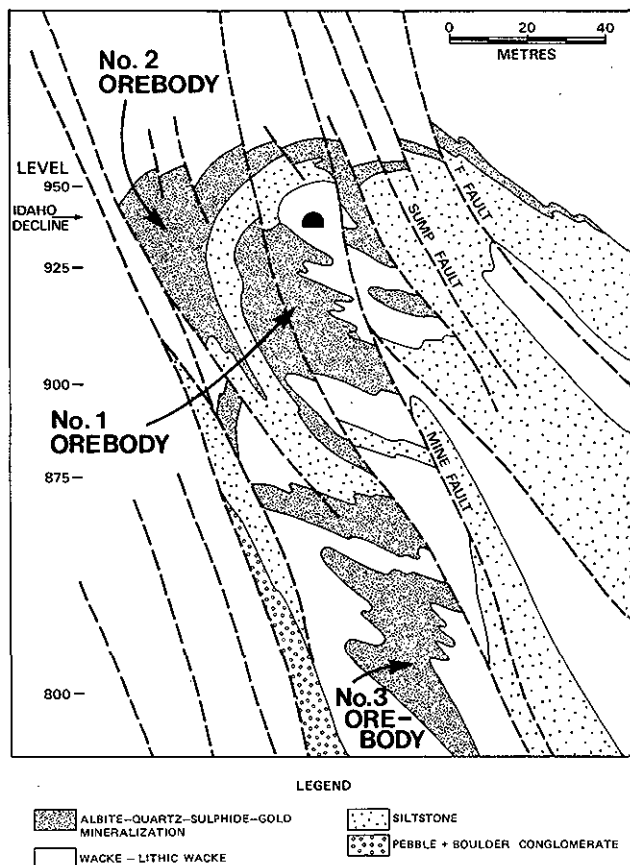 0 20 40
METRES
No. 2
OREBODY
LEVEL
950
IDAHO
DECLINE
925
900
No. 1
OREBODY
875
800
SUMP FAULT
"F" FAULT
MINE FAULT
No.3
ORE-
BODY
LEGEND
ALBITE-QUARTZ-SULPHIDE-GOLD
MINERALIZATION
WACKE - LITHIC WACKE
SILTSTONE
PEBBLE + BOULDER CONGLOMERATE